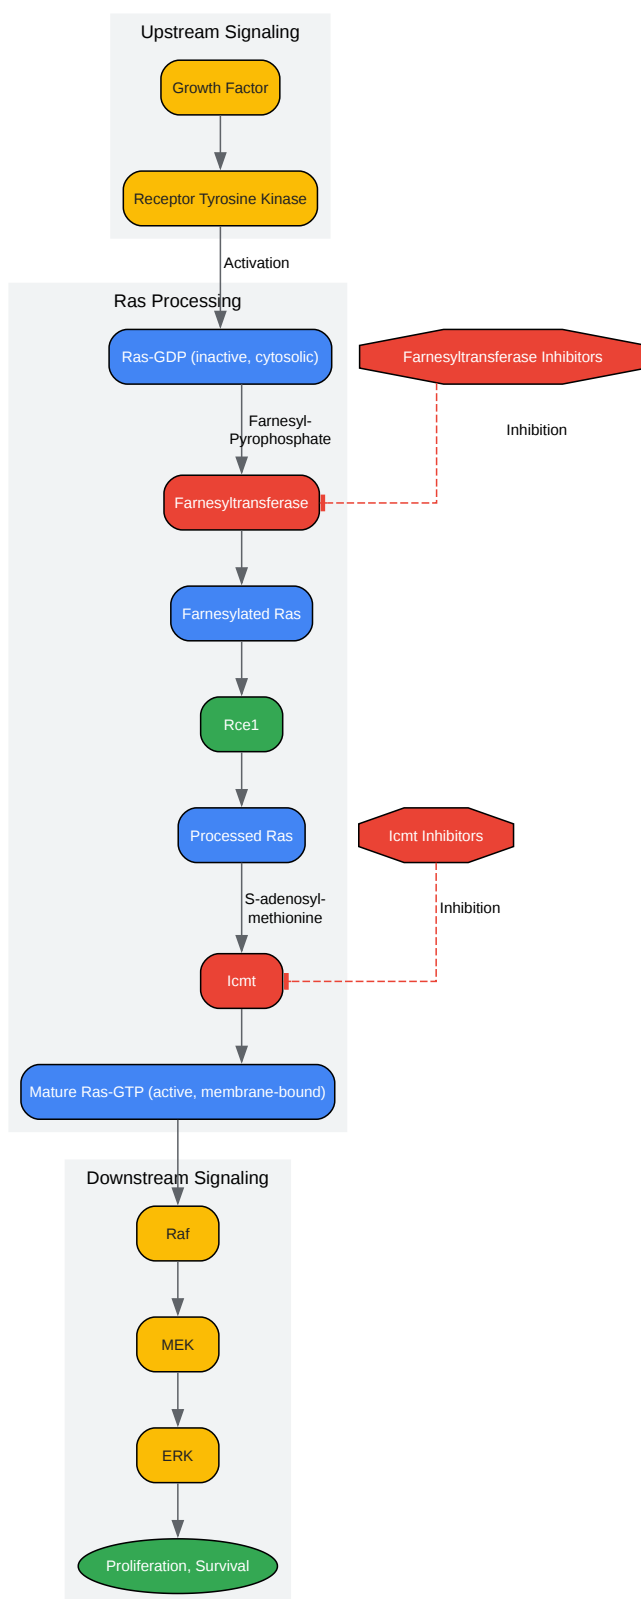 Upstream Signaling
Growth Factor
Receptor Tyrosine Kinase
Activation
Ras Processing
Ras-GDP (inactive, cytosolic)
Farnesyltransferase Inhibitors
Farnesyl-
Pyrophosphate
Inhibition
Farnesyltransferase
Farnesylated Ras
Rce1
Processed Ras
Icmt Inhibitors
S-adenosyl-
methionine
Inhibition
Icmt
Mature Ras-GTP (active, membrane-bound)
Downstream Signaling
Raf
MEK
ERK
Proliferation, Survival